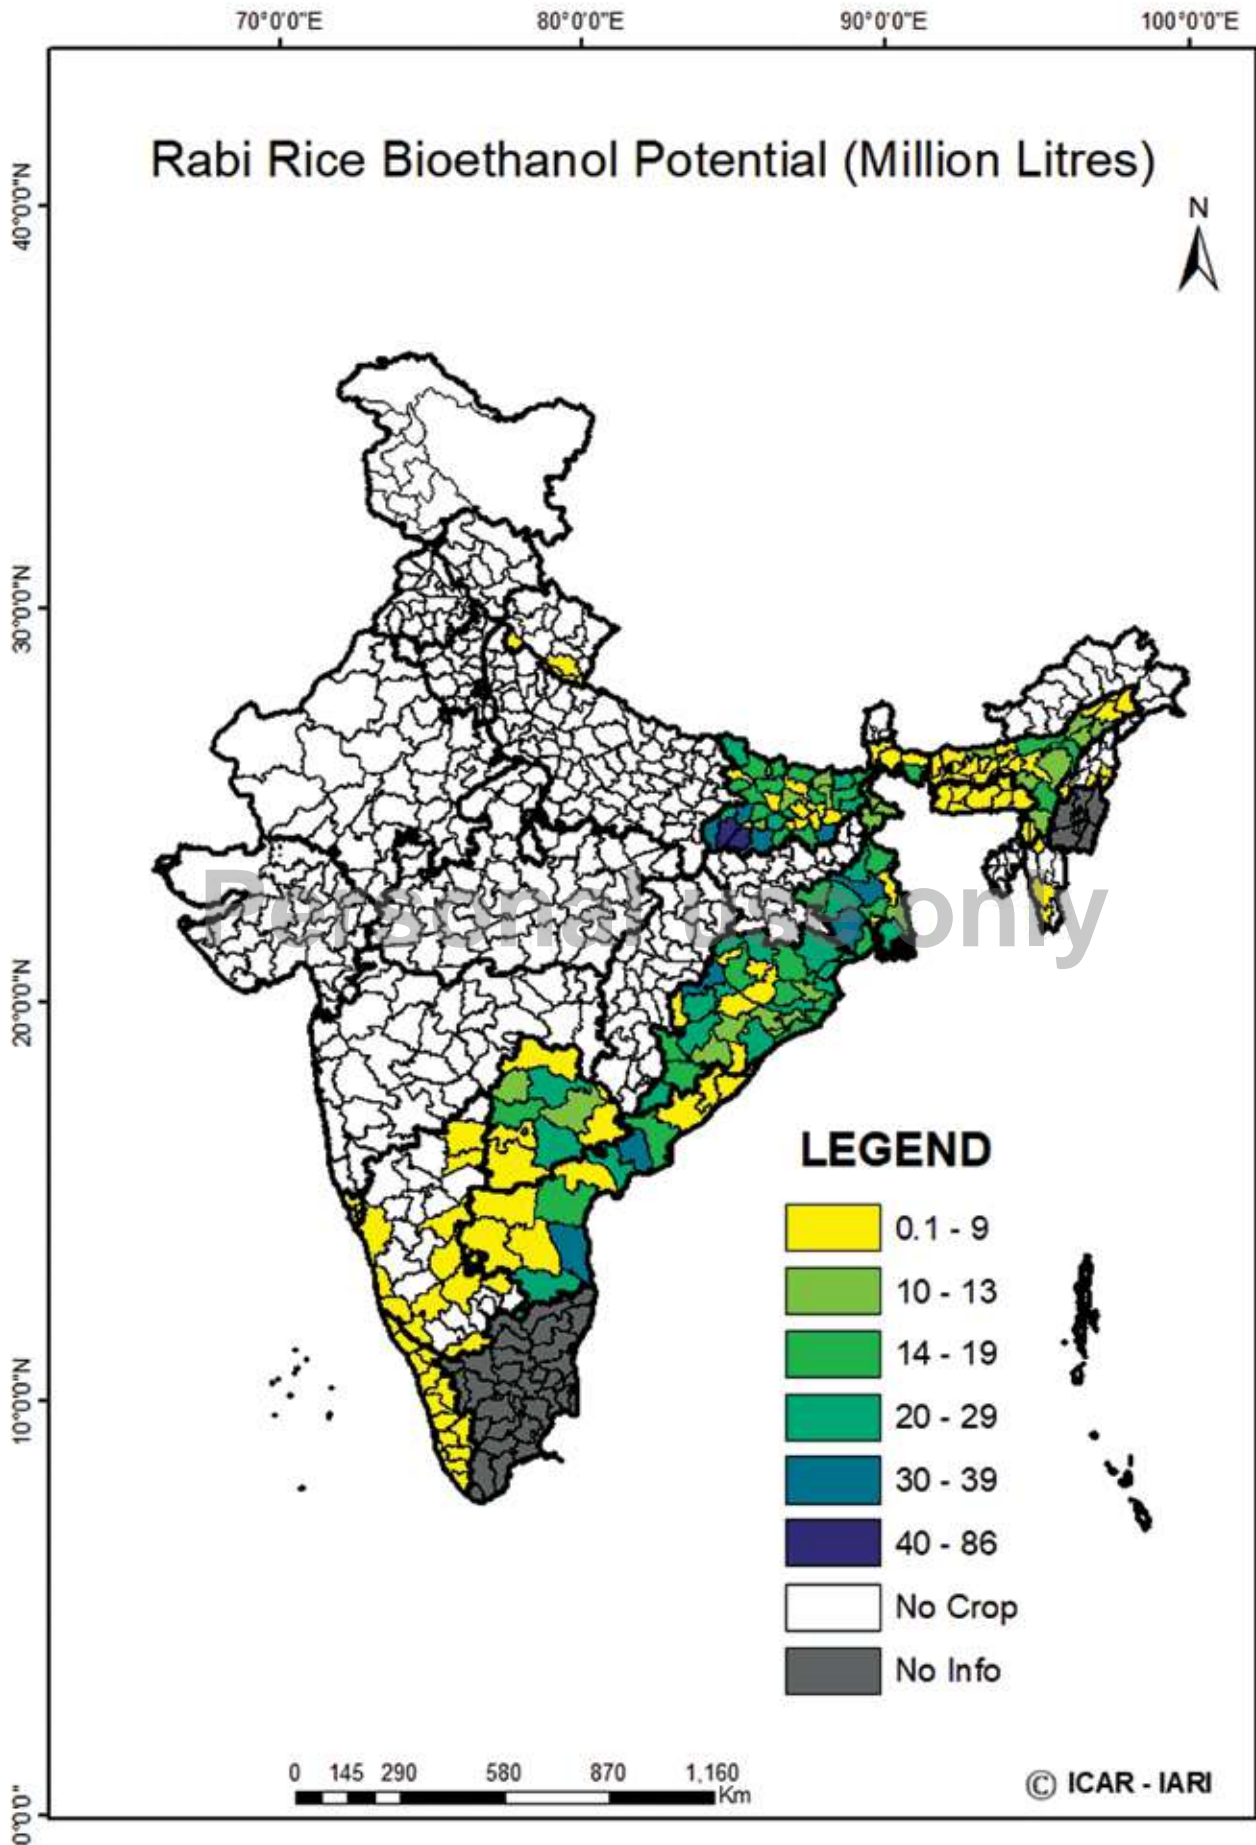 70°0'0"E 80°0'0"E 90°0'0"E 100°0'0"E
Rabi Rice Bioethanol Potential (Million Litres)
N
40°0'0"N
30°0'0"N
20°0'0"N
10°0'0"N
0°0'0"
Personal use only
LEGEND
0.1 - 9
10 - 13
14 - 19
20 - 29
30 - 39
40 - 86
No Crop
No Info
0 145 290 580 870 1,160
Km
© ICAR - IARI